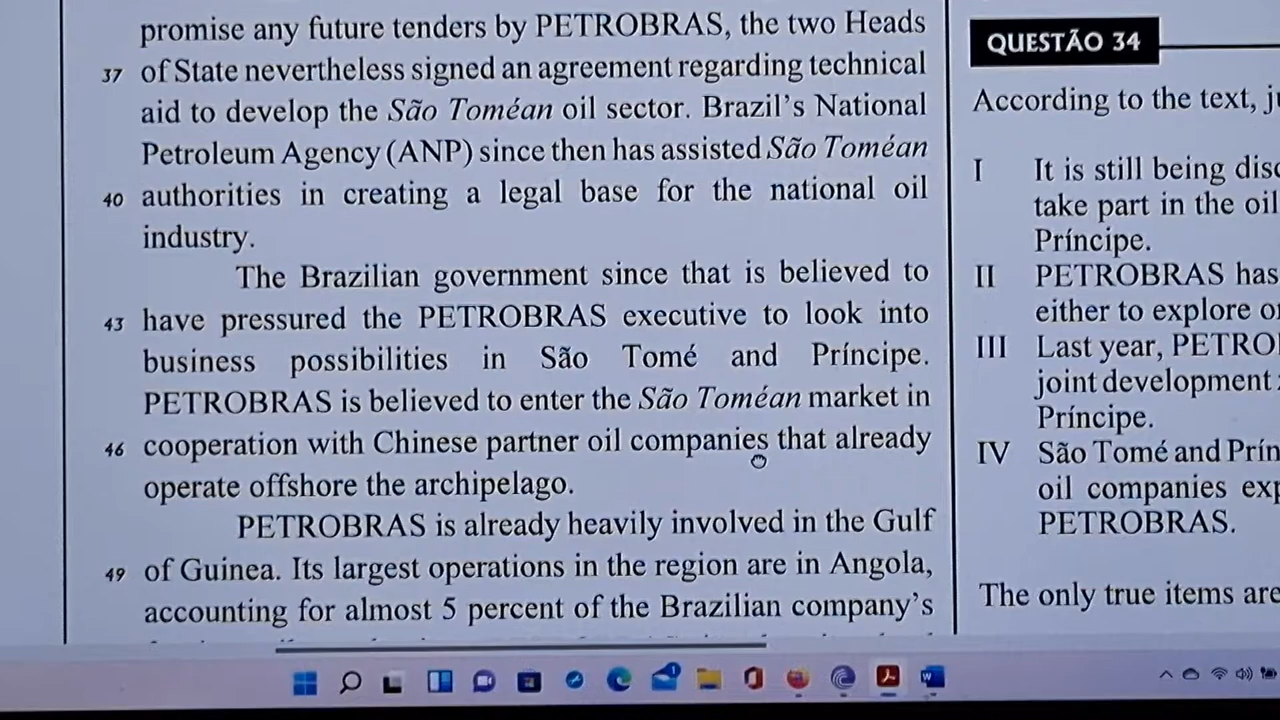 promise any future tenders by PETROBRAS, the two Heads
37 of State nevertheless signed an agreement regarding technical
aid to develop the São Toméan oil sector. Brazil's National
Petroleum Agency (ANP) since then has assisted São Toméan
40 authorities in creating a legal base for the national oil
industry.
The Brazilian government since that is believed to
43 have pressured the PETROBRAS executive to look into
business possibilities in São Tomé and Príncipe.
PETROBRAS is believed to enter the São Toméan market in
46 cooperation with Chinese partner oil companies that already
operate offshore the archipelago.
PETROBRAS is already heavily involved in the Gulf
49 of Guinea. Its largest operations in the region are in Angola,
accounting for almost 5 percent of the Brazilian company's
QUESTÃO 34
According to the text,
I It is still being
take part in the oil
Príncipe.
II PETROBRAS has
either to explore
III Last year,
joint development
Príncipe.
IV São Tomé and
oil companies
PETROBRAS.
The only true items are